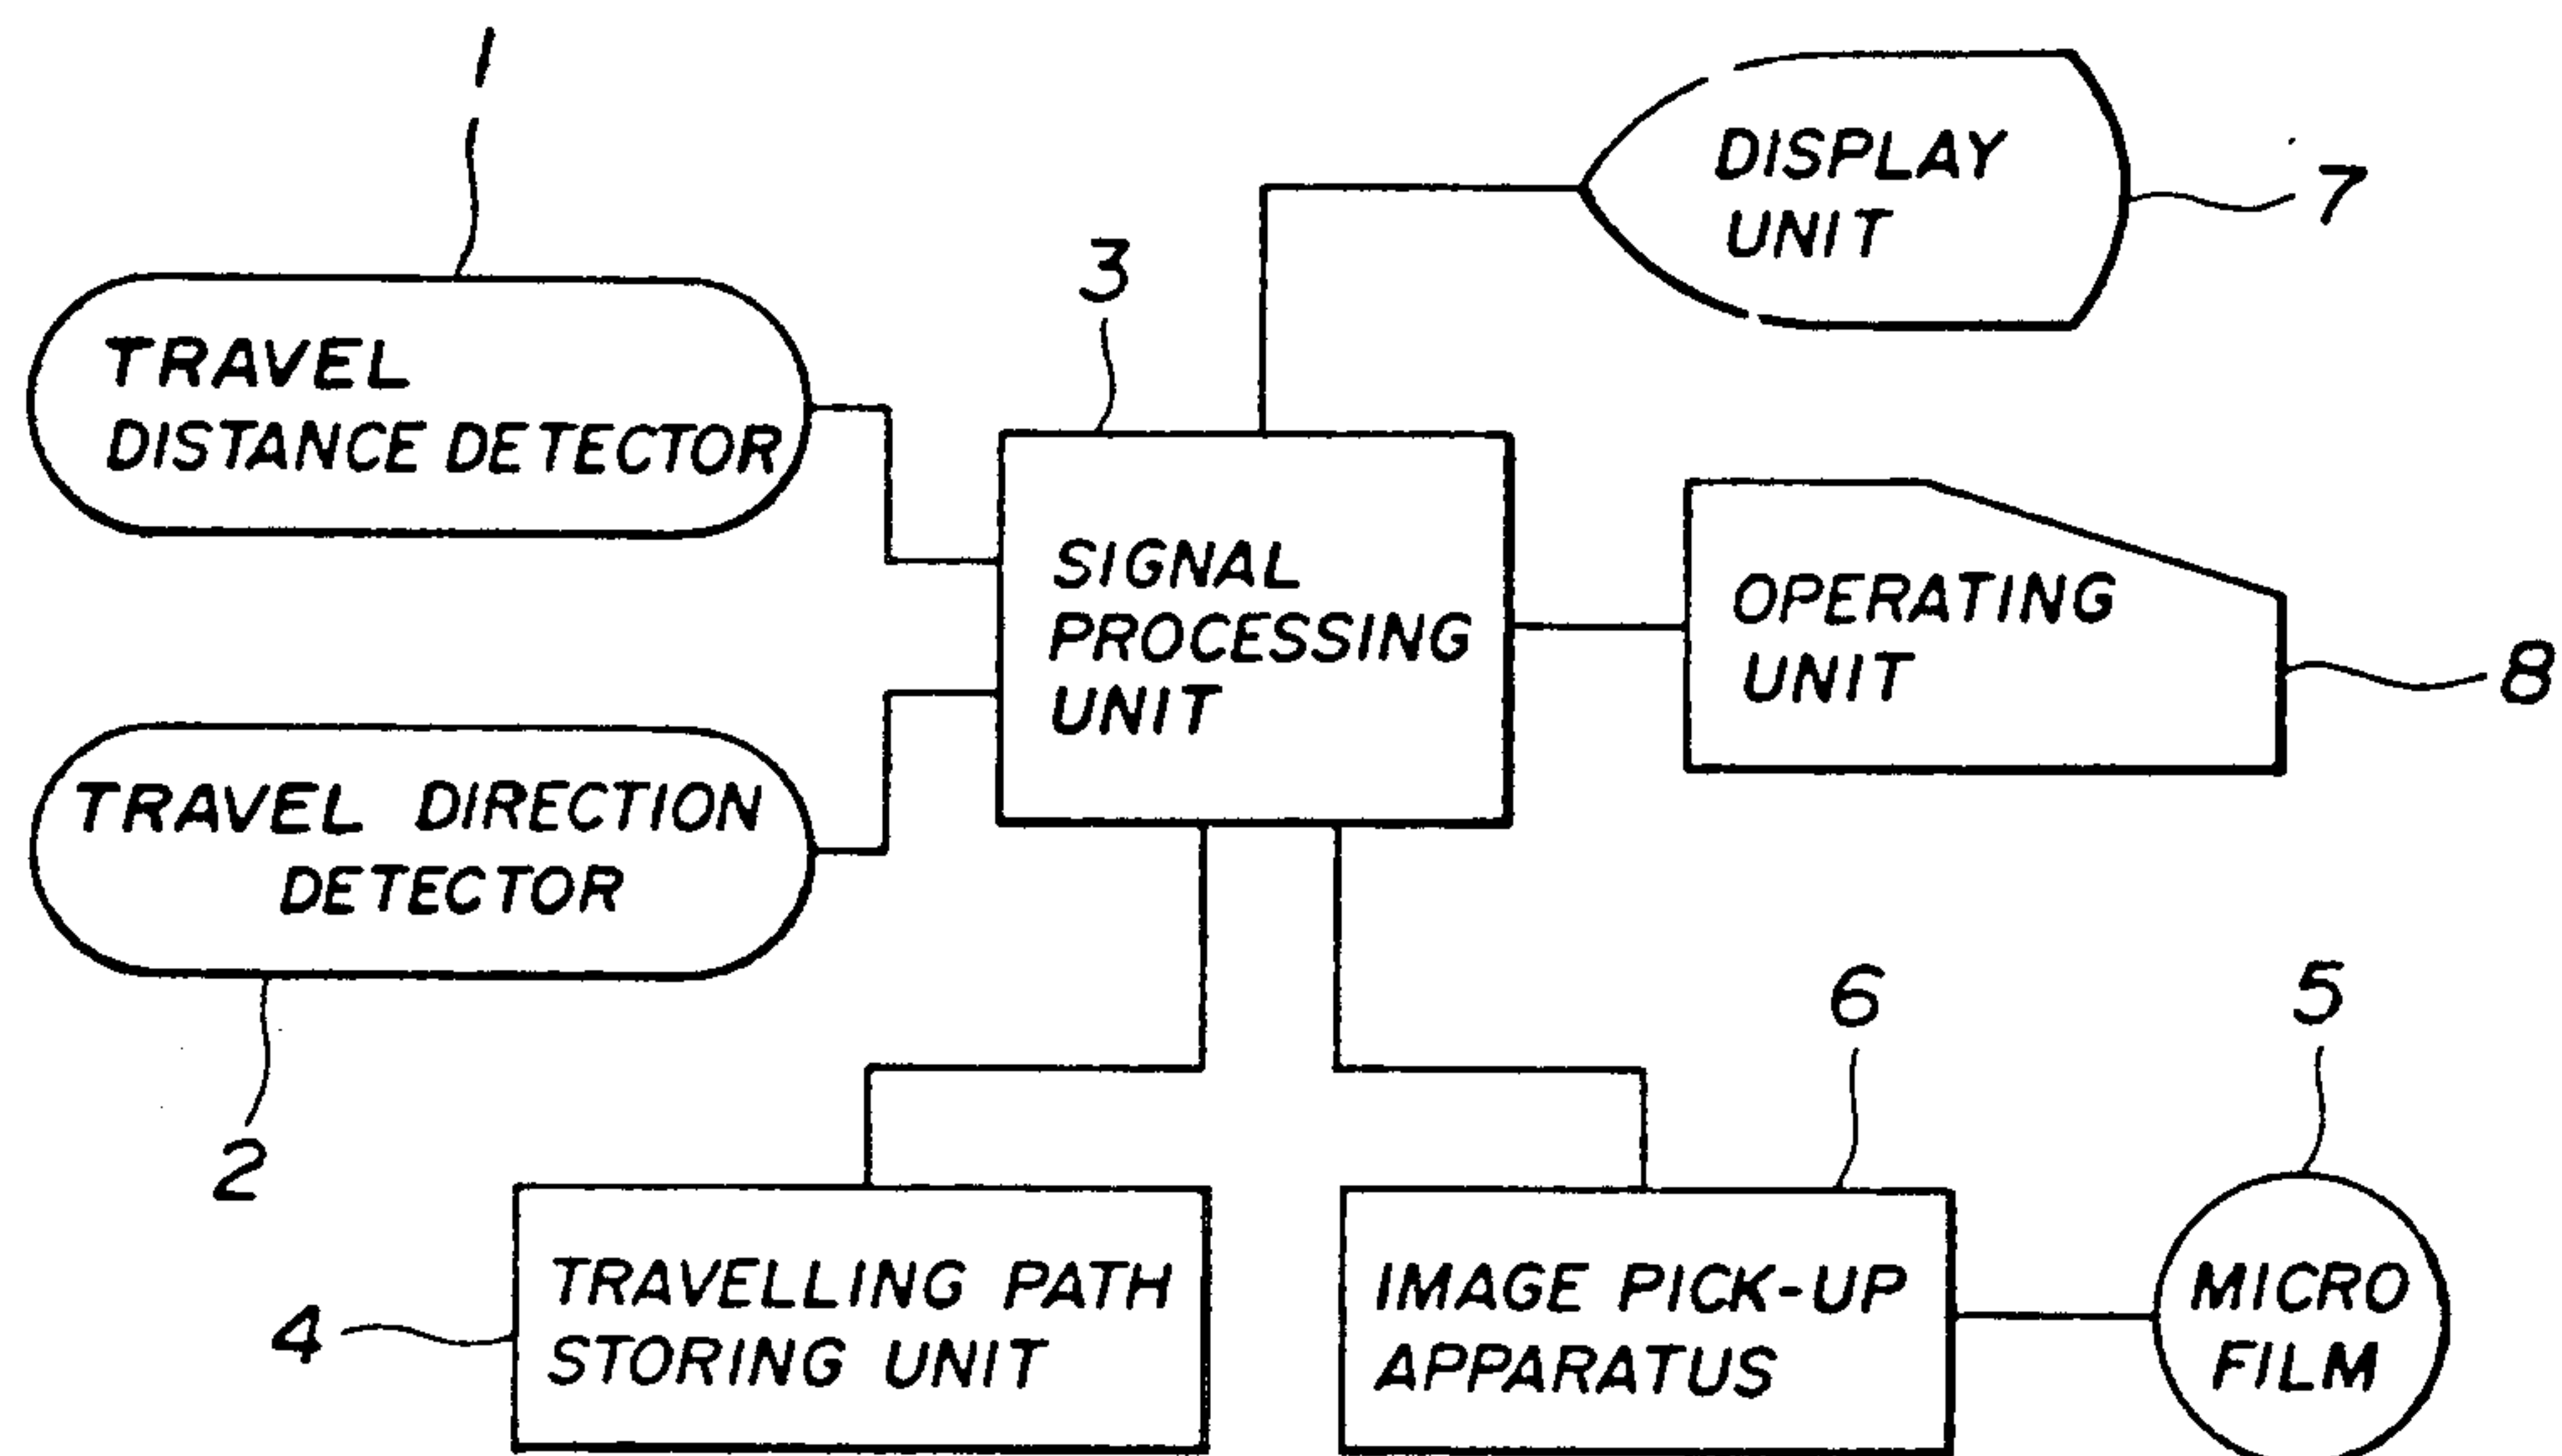 1
TRAVEL
DISTANCE DETECTOR
3
DISPLAY
UNIT
7
SIGNAL
PROCESSING
UNIT
OPERATING
UNIT
8
TRAVEL DIRECTION
DETECTOR
2
4
TRAVELLING PATH
STORING UNIT
6
IMAGE PICK-UP
APPARATUS
5
MICRO
FILM